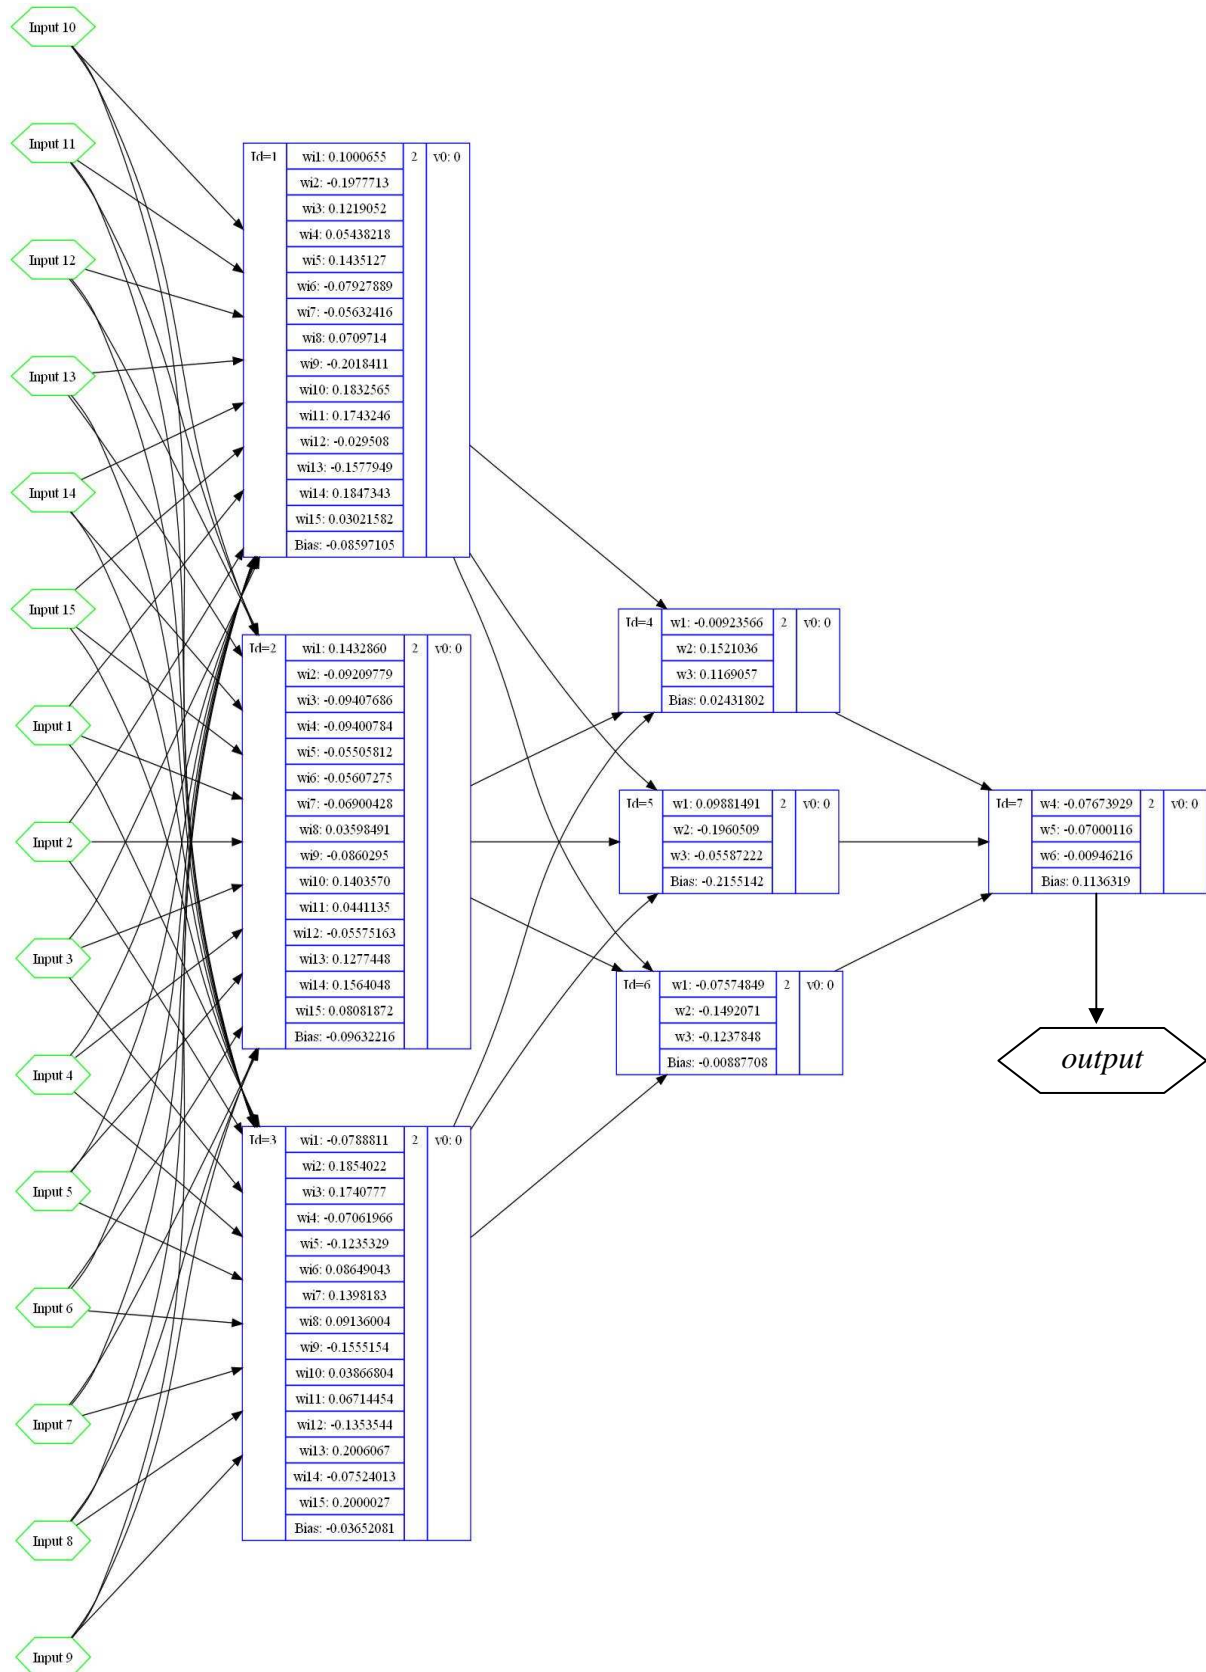 Input 10
Input 11
Input 12
Input 13
Input 14
Input 15
Input 1
Input 2
Input 3
Input 4
Input 5
Input 6
Input 7
Input 8
Input 9
Id=1
wi1: 0.1000655
wi2: -0.1977713
wi3: 0.1219052
wi4: 0.05438218
wi5: 0.1435127
wi6: -0.07927889
wi7: -0.05632416
wi8: 0.0709714
wi9: -0.2018411
wi10: 0.1832565
wi11: 0.1743246
wi12: -0.029508
wi13: -0.1577949
wi14: 0.1847343
wi15: 0.03021582
Bias: -0.08597105
2
v0: 0
Id=2
wi1: 0.1432860
wi2: -0.09209779
wi3: -0.09407686
wi4: -0.09400784
wi5: -0.05505812
wi6: -0.05607275
wi7: -0.06900428
wi8: 0.03598491
wi9: -0.0860295
wi10: 0.1403570
wi11: 0.0441135
wi12: -0.05575163
wi13: 0.1277448
wi14: 0.1564048
wi15: 0.08081872
Bias: -0.09632216
2
v0: 0
Id=3
wi1: -0.0788811
wi2: 0.1854022
wi3: 0.1740777
wi4: -0.07061966
wi5: -0.1235329
wi6: 0.08649043
wi7: 0.1398183
wi8: 0.09136004
wi9: -0.1555154
wi10: 0.03866804
wi11: 0.06714454
wi12: -0.1353544
wi13: 0.2006067
wi14: -0.07524013
wi15: 0.2000027
Bias: -0.03652081
2
v0: 0
Id=4
w1: -0.00923566
w2: 0.1521036
w3: 0.1169057
Bias: 0.02431802
2
v0: 0
Id=5
w1: 0.09881491
w2: -0.1960509
w3: -0.05587222
Bias: -0.2155142
2
v0: 0
Id=6
w1: -0.07574849
w2: -0.1492071
w3: -0.1237848
Bias: -0.00887708
2
v0: 0
Id=7
w4: -0.07673929
w5: -0.07000116
w6: -0.00946216
Bias: 0.1136319
2
v0: 0
output